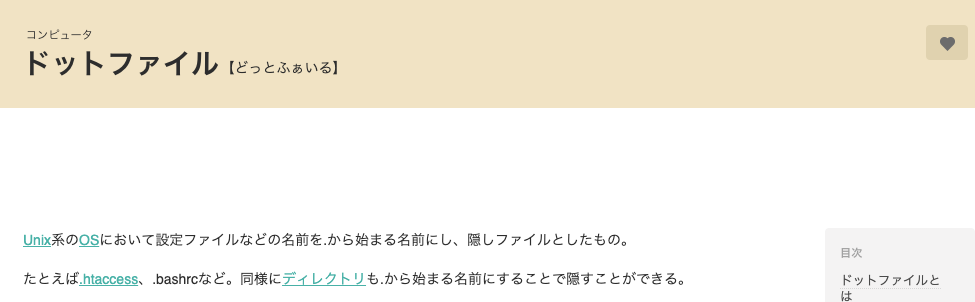 コンピュータ
ドットファイル【どっとふぁいる】
Unix系のOSにおいて設定ファイルなどの名前を.から始まる名前にし、隠しファイルとしたもの。
たとえば.htaccess、.bashrcなど。同様にディレクトリも.から始まる名前にすることで隠すことができる。
目次
ドットファイルと
は